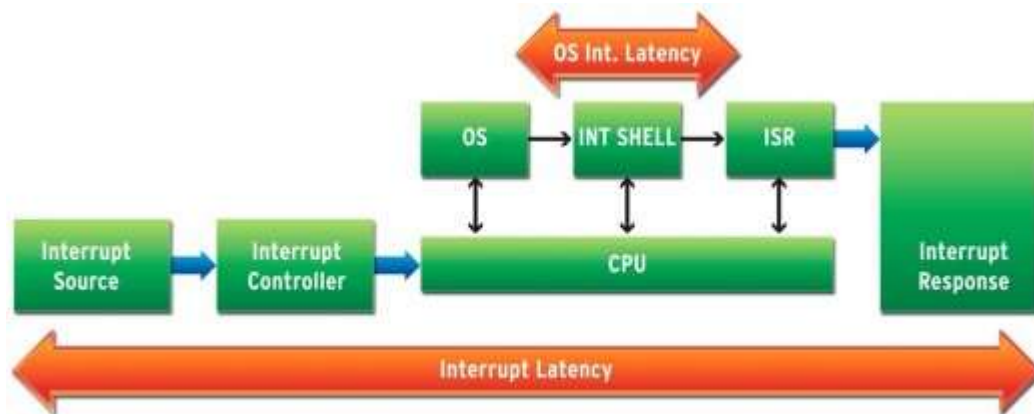 OS Int. Latency
OS
INT SHELL
ISR
Interrupt
Source
Interrupt
Controller
CPU
Interrupt
Response
Interrupt Latency